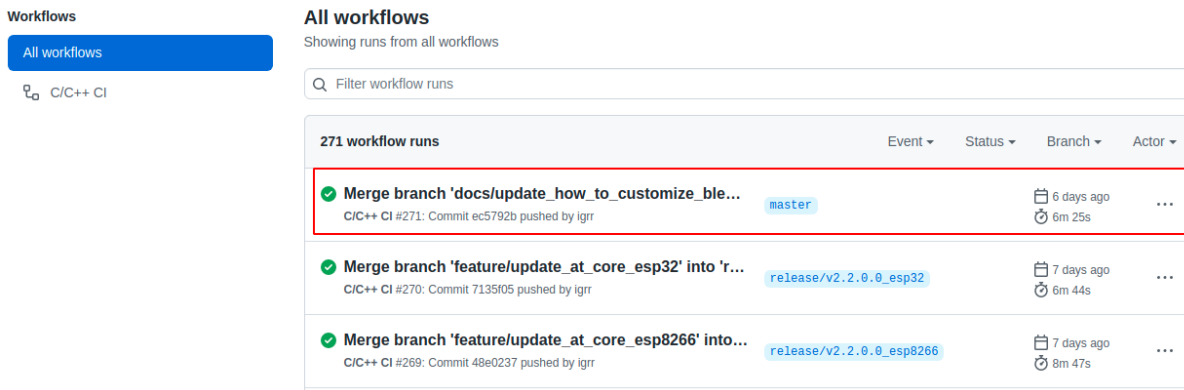 Workflows
All workflows
C/C++ CI
All workflows
Showing runs from all workflows
Filter workflow runs
271 workflow runs
Event
Status
Branch
Actor
Merge branch 'docs/update_how_to_customize_ble...
C/C++ CI #271: Commit ec5792b pushed by igrr
master
6 days ago
6m 25s
Merge branch 'feature/update_at_core_esp32' into 'r...
C/C++ CI #270: Commit 7135f05 pushed by igrr
release/v2.2.0.0_esp32
7 days ago
6m 44s
Merge branch 'feature/update_at_core_esp8266' into...
C/C++ CI #269: Commit 48e0237 pushed by igrr
release/v2.2.0.0_esp8266
7 days ago
8m 47s